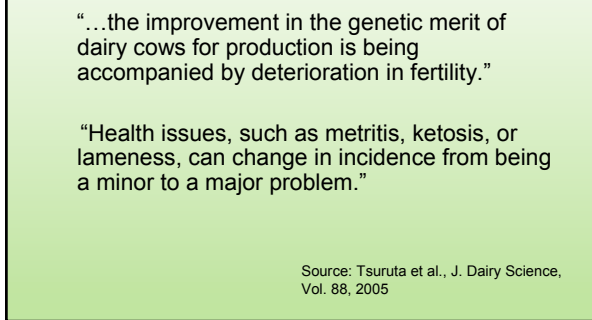 “…the improvement in the genetic merit of
dairy cows for production is being
accompanied by deterioration in fertility.”
“Health issues, such as metritis, ketosis, or
lameness, can change in incidence from being
a minor to a major problem.”
Source: Tsuruta et al., J. Dairy Science,
Vol. 88, 2005